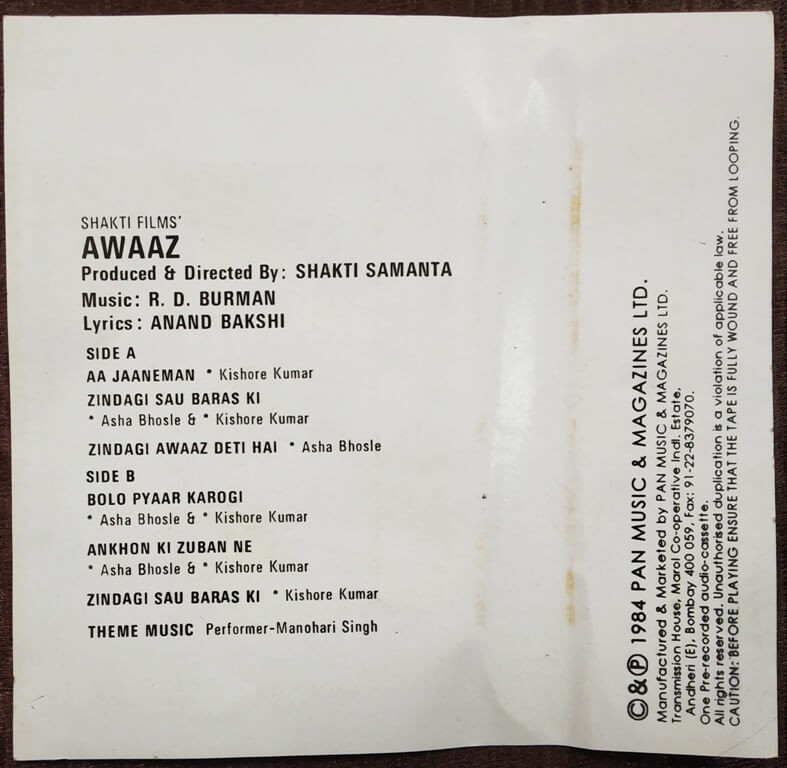 SHAKTI FILMS'
AWAAZ
Produced & Directed By: SHAKTI SAMANTA
Music: R. D. BURMAN
Lyrics: ANAND BAKSHI
SIDE A
AA JAANEMAN * Kishore Kumar
ZINDAGI SAU BARAS KI
* Asha Bhosle & * Kishore Kumar
ZINDAGI AWAAZ DETI HAI * Asha Bhosle
SIDE B
BOLO PYAAR KAROGI
* Asha Bhosle & * Kishore Kumar
ANKHON KI ZUBAN NE
* Asha Bhosle & * Kishore Kumar
ZINDAGI SAU BARAS KI * Kishore Kumar
THEME MUSIC Performer-Manohari Singh
©&℗ 1984 PAN MUSIC & MAGAZINES LTD.
Manufactured & Marketed by PAN MUSIC & MAGAZINES LTD.
Transmission House, Marol Co-operative Indl. Estate,
Andheri (E), Bombay 400 059, Fax: 91-22-8379070.
One Pre-recorded audio-cassette.
All rights reserved. Unauthorised duplication is a violation of applicable law.
CAUTION: BEFORE PLAYING ENSURE THAT THE TAPE IS FULLY WOUND AND FREE FROM LOOPING.